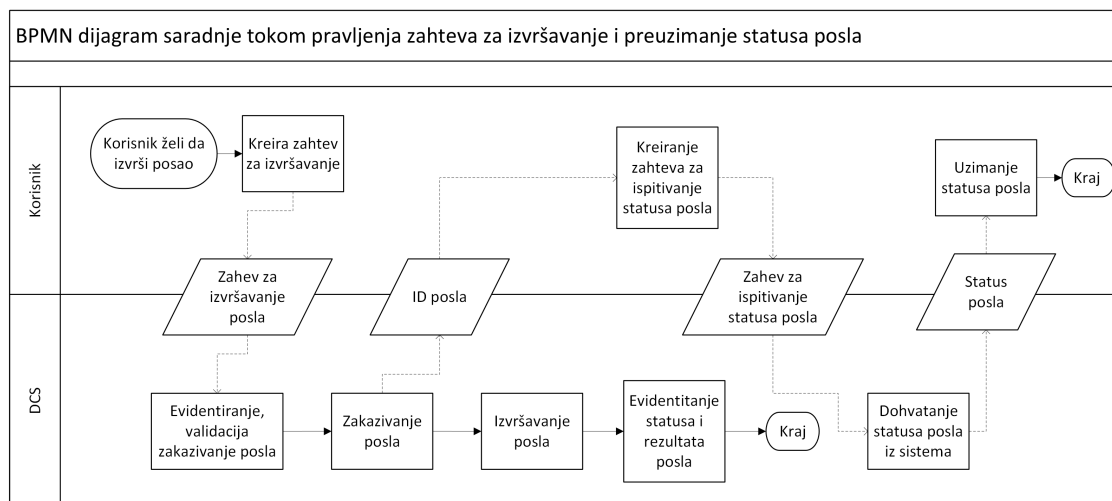 BPMN dijagram saradnje tokom pravljenja zahteva za izvršavanje i preuzimanje statusa posla
Korisnik
Korisnik želi da
izvrši posao
Kreira zahtev
za izvršavanje
Kreiranje
zahteva za
ispitivanje
statusa posla
Uzimanje
statusa posla
Kraj
Zahev za
izvršavanje
posla
ID posla
Zahev za
ispitivanje
statusa posla
Status
posla
DCS
Evidentiranje,
validacija
zakazivanje posla
Zakazivanje
posla
Izvršavanje
posla
Evidentitanje
statusa i
rezultata
posla
Kraj
Dohvatanje
statusa posla
iz sistema